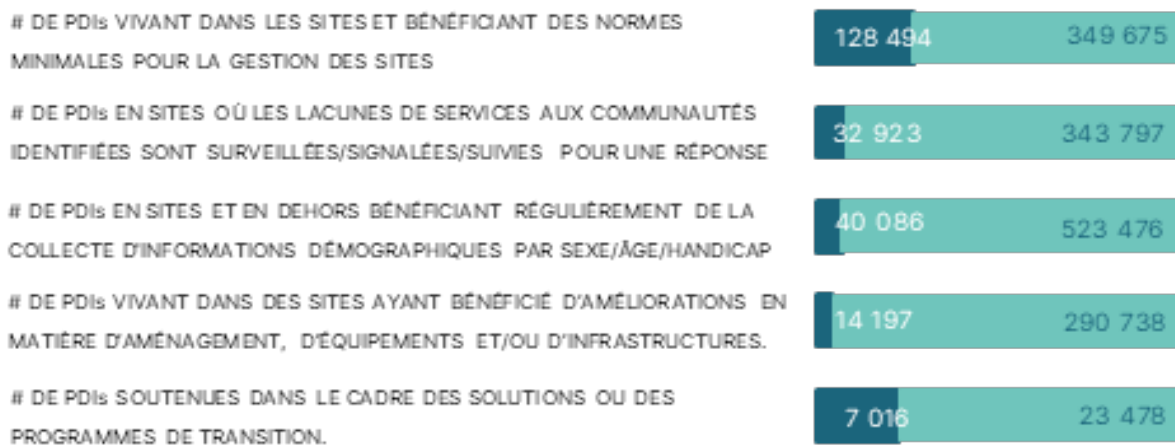 # DE PDIs VIVANT DANS LES SITES ET BÉNÉFICIANT DES NORMES
MINIMALES POUR LA GESTION DES SITES
128 494 349 675
# DE PDIs EN SITES OÙ LES LACUNES DE SERVICES AUX COMMUNAUTÉS
IDENTIFIÉES SONT SURVEILLÉES/SIGNALÉES/SUIVIES POUR UNE RÉPONSE
32 923 343 797
# DE PDIs EN SITES ET EN DEHORS BÉNÉFICIANT RÉGULIÈREMENT DE LA
COLLECTE D'INFORMATIONS DÉMOGRAPHIQUES PAR SEXE/ÂGE/HANDICAP
40 086 523 476
# DE PDIs VIVANT DANS DES SITES AYANT BÉNÉFICIÉ D'AMÉLIORATIONS EN
MATIÈRE D'AMÉNAGEMENT, D'ÉQUIPEMENTS ET/OU D'INFRASTRUCTURES.
14 197 290 738
# DE PDIs SOUTENUES DANS LE CADRE DES SOLUTIONS OU DES
PROGRAMMES DE TRANSITION.
7 016 23 478